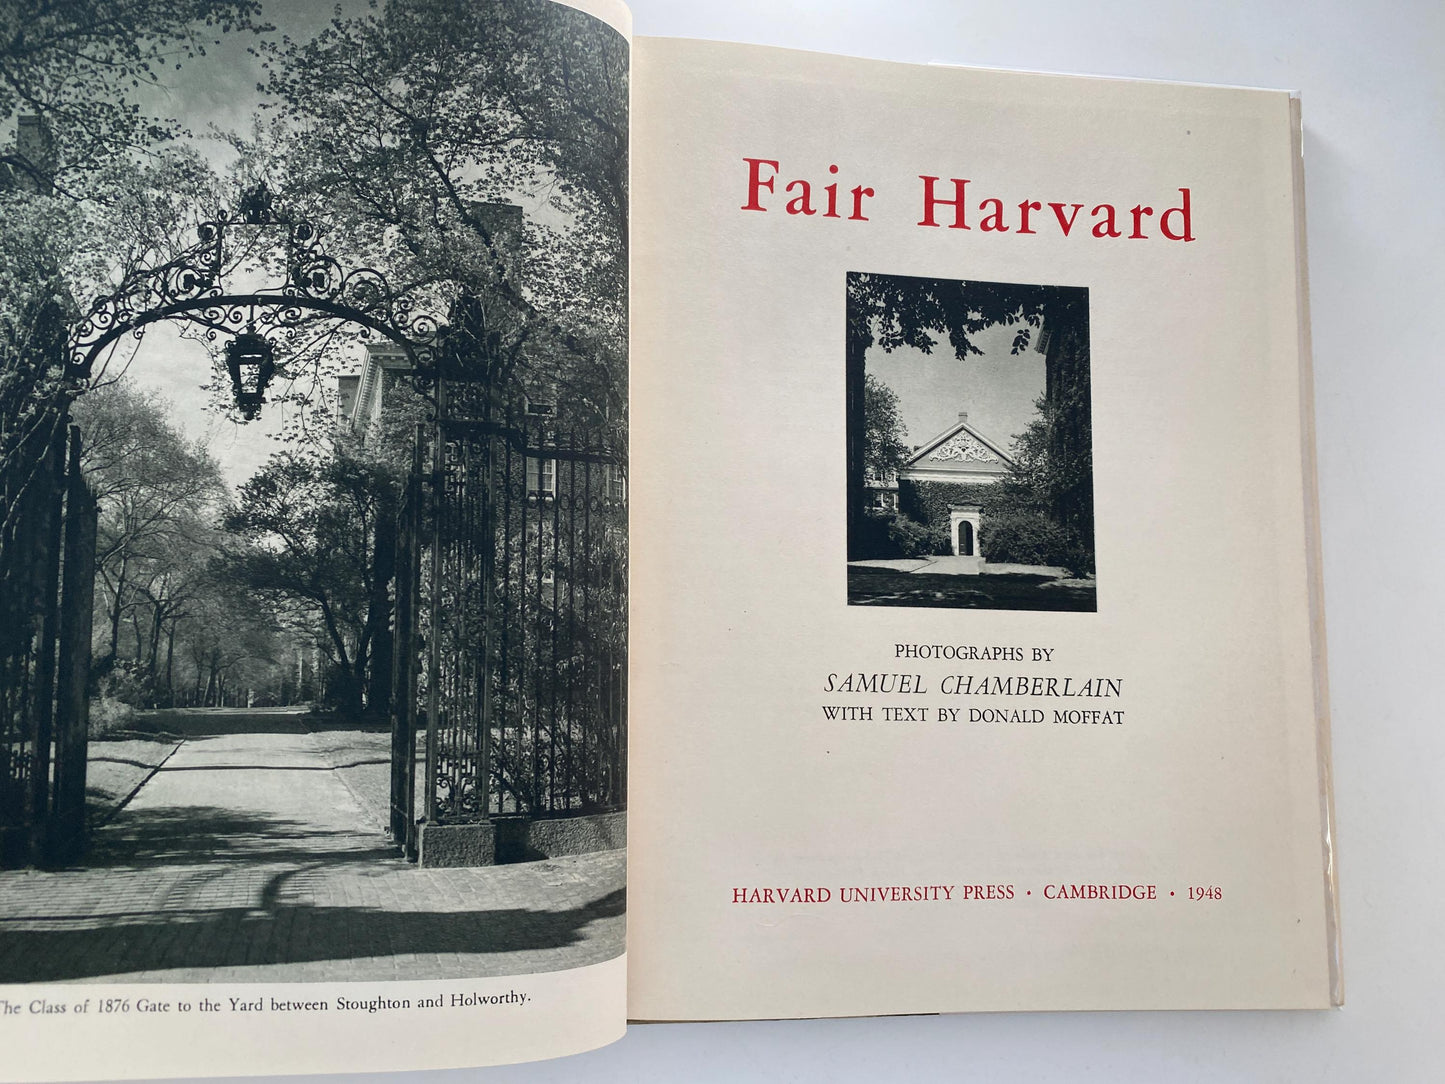 The Class of 1876 Gate to the Yard between Stoughton and Holworthy.
Fair Harvard
PHOTOGRAPHS BY
SAMUEL CHAMBERLAIN
WITH TEXT BY DONALD MOFFAT
HARVARD UNIVERSITY PRESS · CAMBRIDGE · 1948